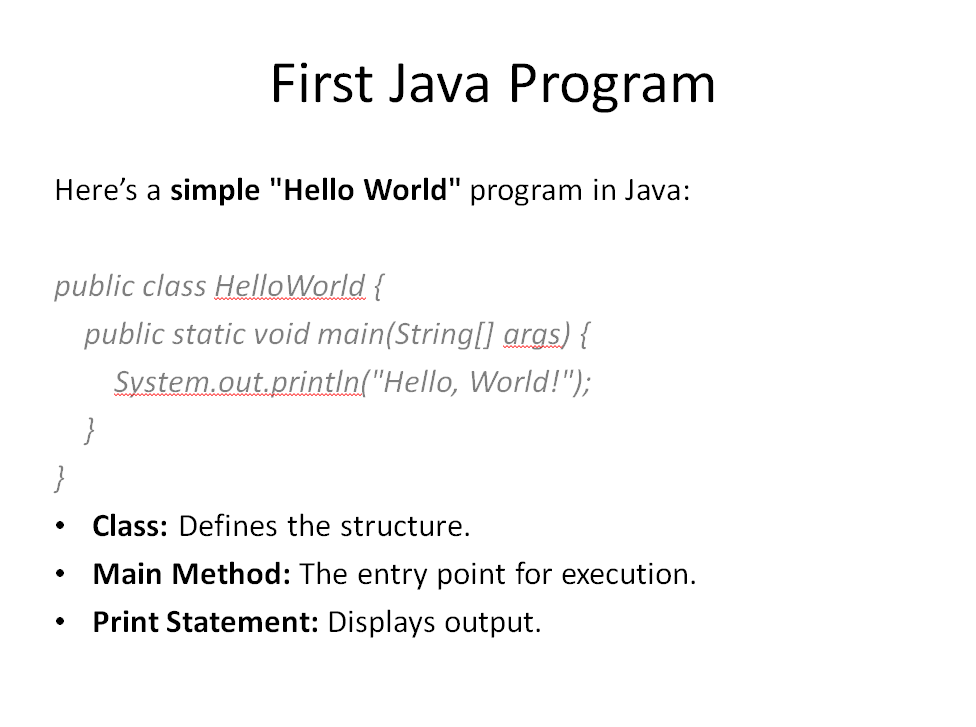 First Java Program
Here’s a simple "Hello World" program in Java:
public class HelloWorld {
public static void main(String[] args) {
System.out.println("Hello, World!");
}
}
• Class: Defines the structure.
• Main Method: The entry point for execution.
• Print Statement: Displays output.